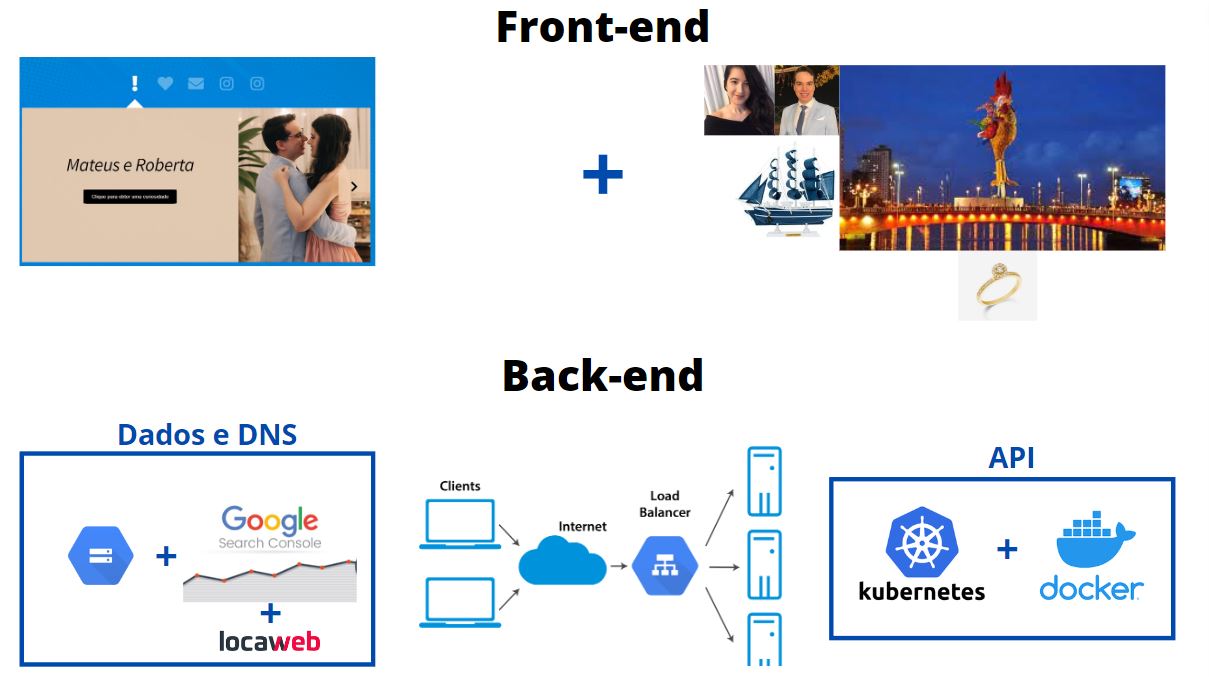 Front-end
Mateus e Roberta
Clique para obter uma curiosidade
Back-end
Dados e DNS
Google
Search Console
locaweb
Clients
Internet
Load
Balancer
API
kubernetes
docker